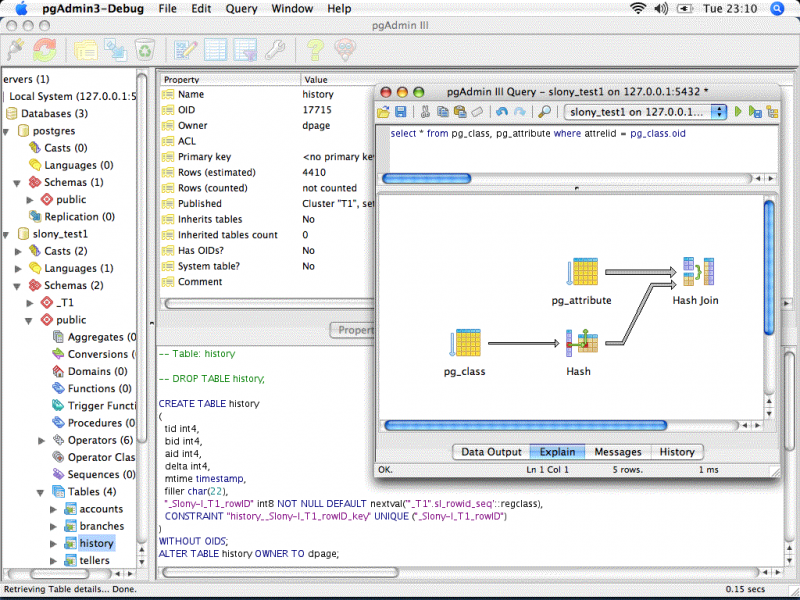 pgAdmin3-Debug File Edit Query Window Help Tue 23:10
pgAdmin III
ervers (1)
Local System (127.0.0.1:5
Databases (3)
postgres
Casts (0)
Languages (0)
Schemas (1)
public
Replication (0)
slony_test1
Casts (2)
Languages (1)
Schemas (2)
_T1
public
Aggregates (0
Conversions (
Domains (0)
Functions (0)
Trigger Functi
Procedures (0
Operators (6)
Operator Clas
Sequences (0)
Tables (4)
accounts
branches
history
tellers
Property Value
Name history
OID 17715
Owner dpage
ACL
Primary key <no primary key
Rows (estimated) 4410
Rows (counted) not counted
Published Cluster "T1", set
Inherits tables No
Inherited tables count 0
Has OIDs? No
System table? No
Comment
Propert
-- Table: history
-- DROP TABLE history;
CREATE TABLE history
(
tid int4,
bid int4,
aid int4,
delta int4,
mtime timestamp,
filler char(22),
"_Slony-I_T1_rowID" int8 NOT NULL DEFAULT nextval('"_T1".sl_rowid_seq'::regclass),
CONSTRAINT "history__Slony-I_T1_rowID_key" UNIQUE ("_Slony-I_T1_rowID")
)
WITHOUT OIDS;
ALTER TABLE history OWNER TO dpage;
pgAdmin III Query - slony_test1 on 127.0.0.1:5432 *
slony_test1 on 127.0.0.1...
select * from pg_class, pg_attribute where attrelid = pg_class.oid
pg_attribute
Hash Join
pg_class
Hash
Data Output Explain Messages History
OK. Ln 1 Col 1 5 rows. 1 ms
Retrieving Table details... Done. 0.15 secs